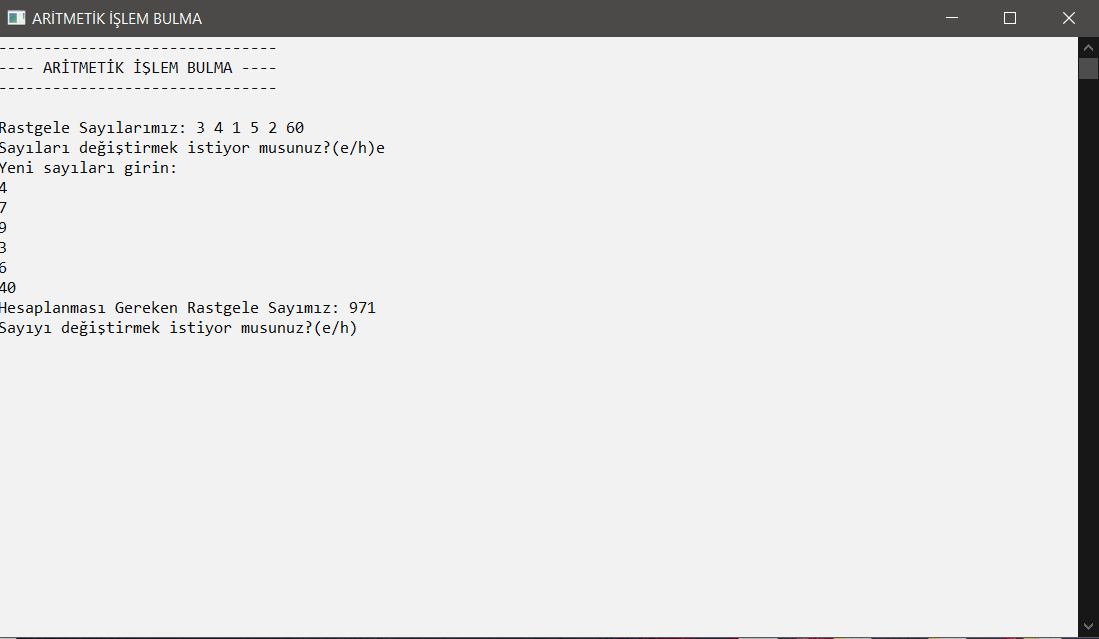 ARİTMETİK İŞLEM BULMA
-------------------------------
---- ARİTMETİK İŞLEM BULMA ----
-------------------------------
Rastgele Sayılarımız: 3 4 1 5 2 60
Sayıları değiştirmek istiyor musunuz?(e/h)e
Yeni sayıları girin:
4
7
9
3
6
40
Hesaplanması Gereken Rastgele Sayımız: 971
Sayıyı değiştirmek istiyor musunuz?(e/h)